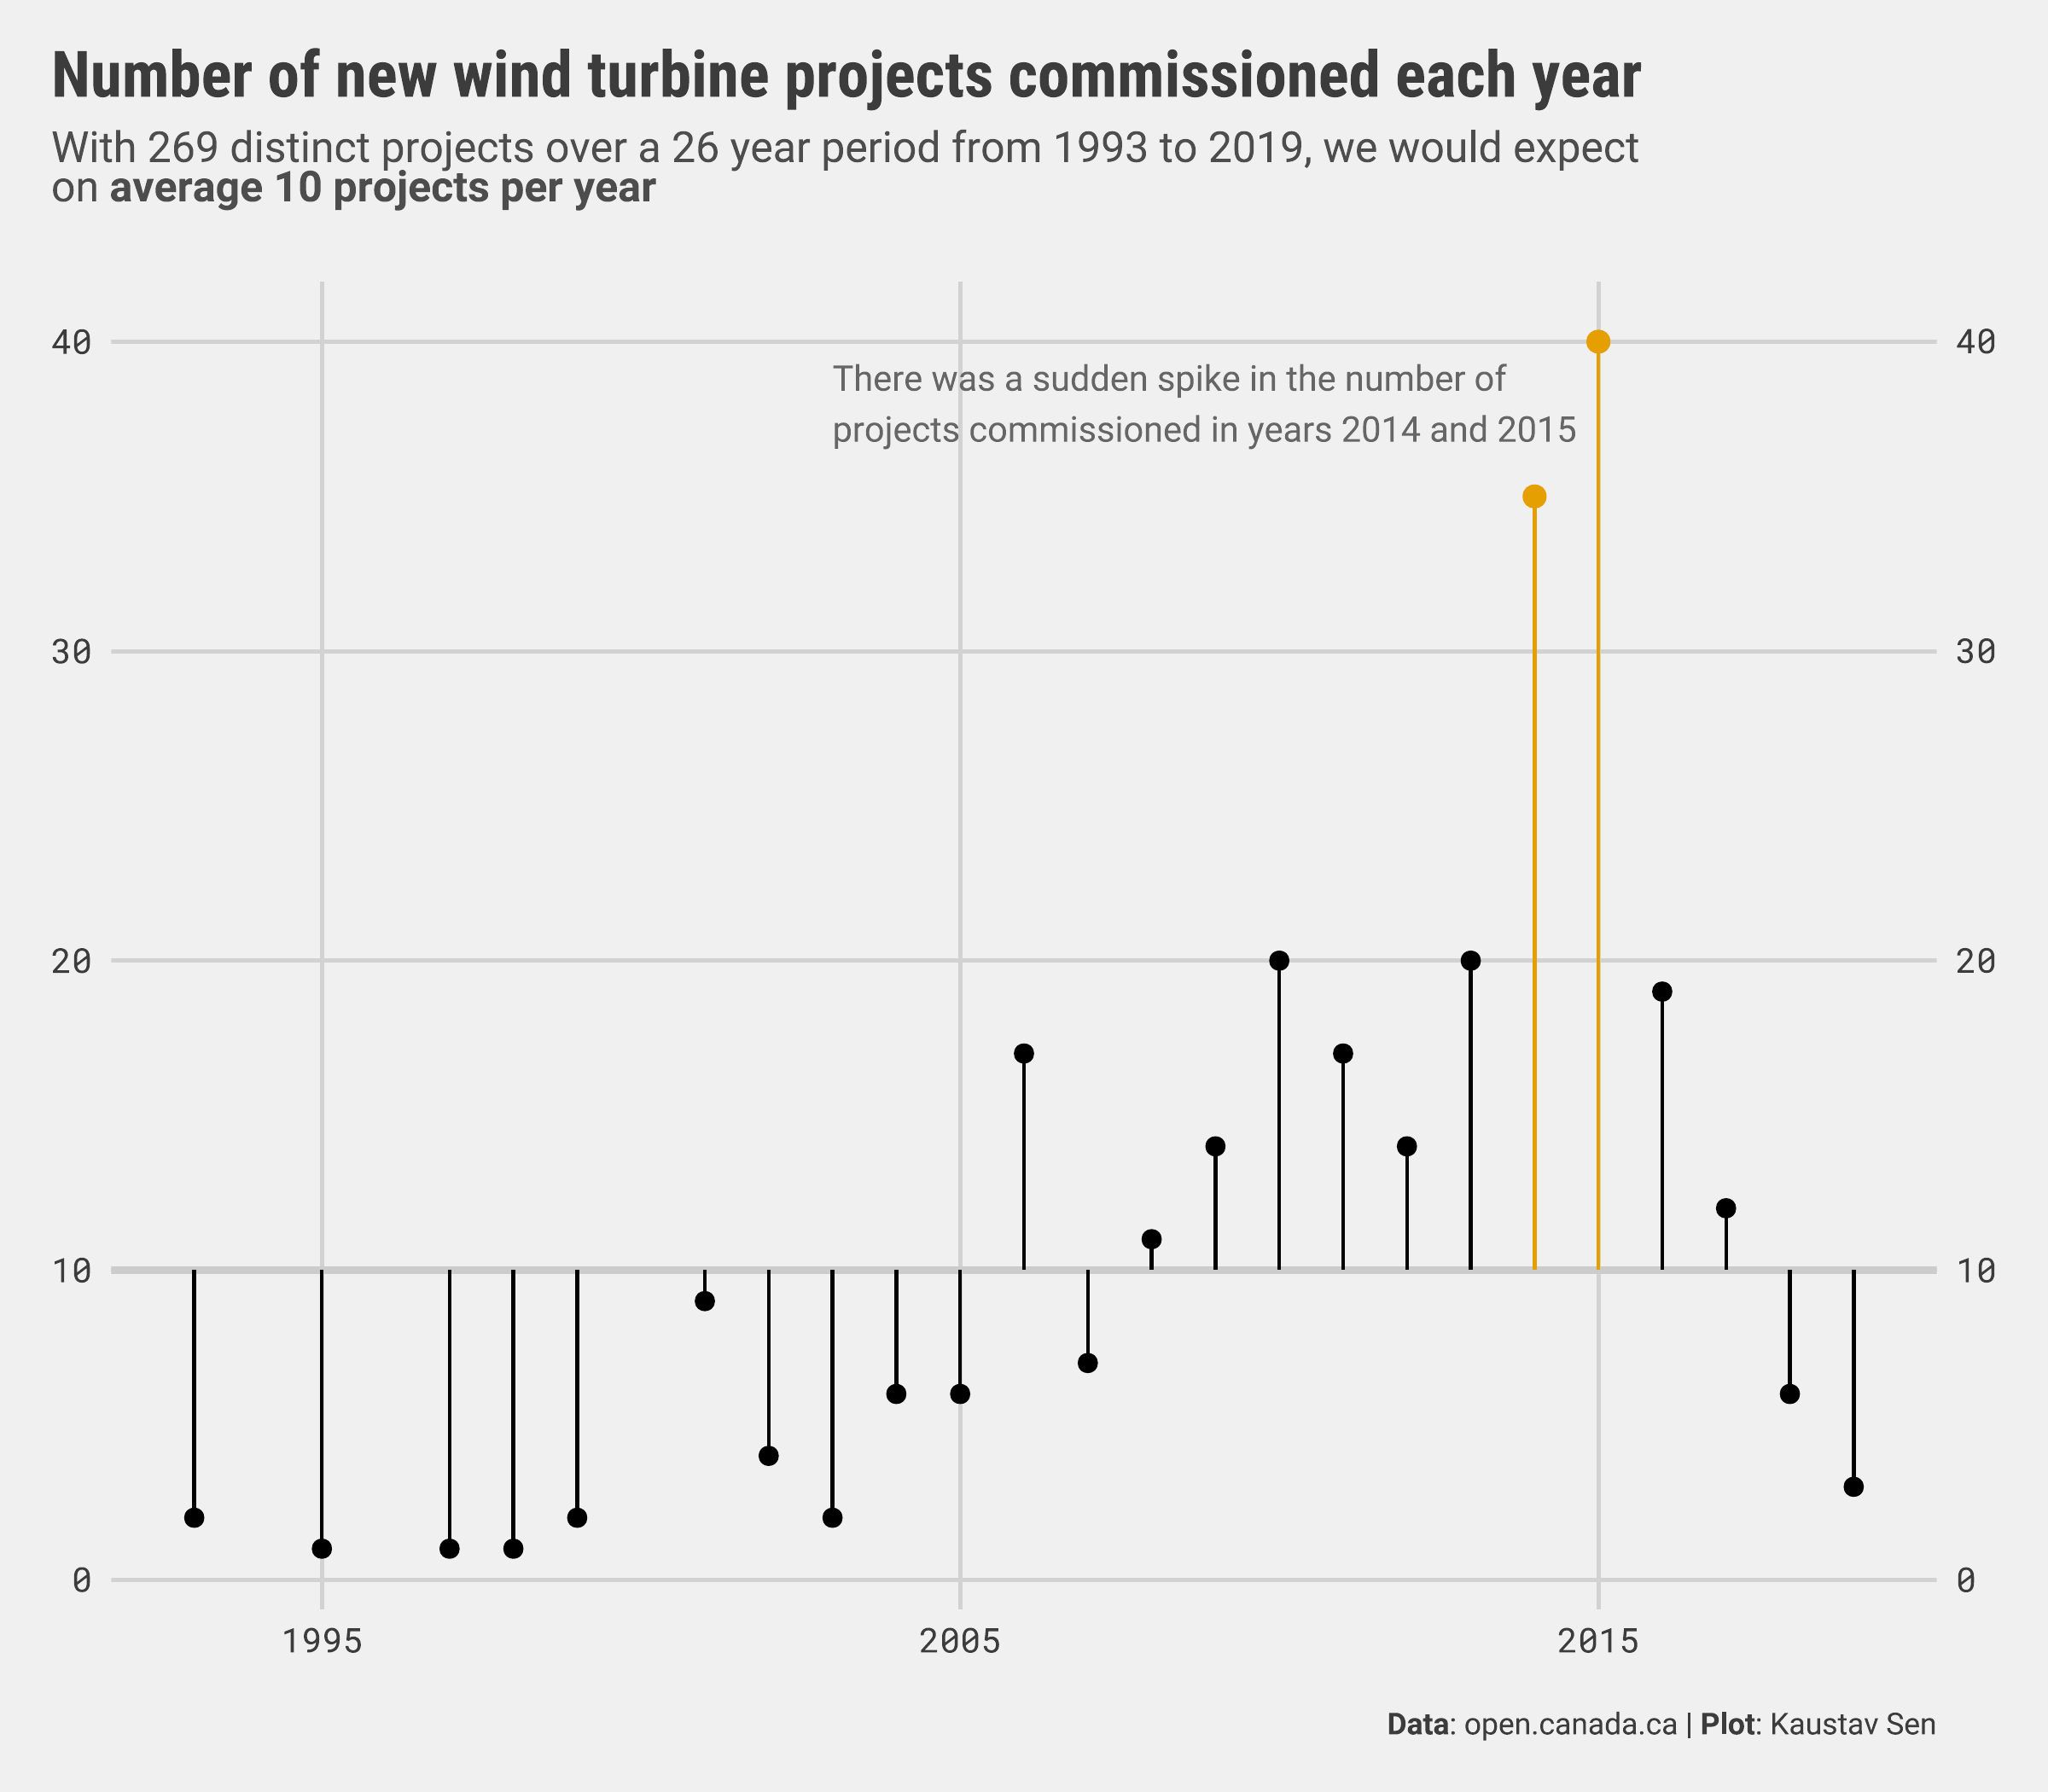 Number of new wind turbine projects commissioned each year
With 269 distinct projects over a 26 year period from 1993 to 2019, we would expect
on average 10 projects per year
40 40
There was a sudden spike in the number of
projects commissioned in years 2014 and 2015
30 30
20 20
10 10
0 0
1995 2005 2015
Data: open.canada.ca | Plot: Kaustav Sen